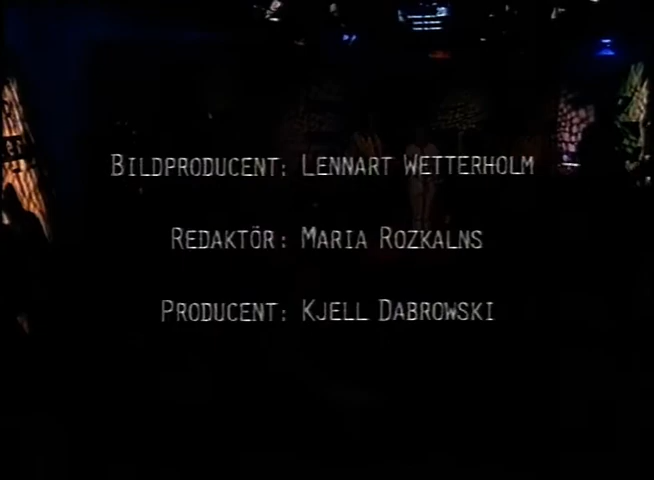 BILDPRODUCENT: LENNART WETTERHOLM
REDAKTÖR: MARIA ROZKALNS
PRODUCENT: KJELL DABROWSKI